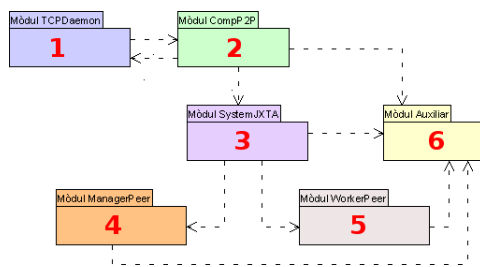 Mòdul TCPDaemon
1
Mòdul CompP2P
2
Mòdul SystemJXTA
3
Mòdul Auxiliar
6
Mòdul ManagerPeer
4
Mòdul WorkerPeer
5